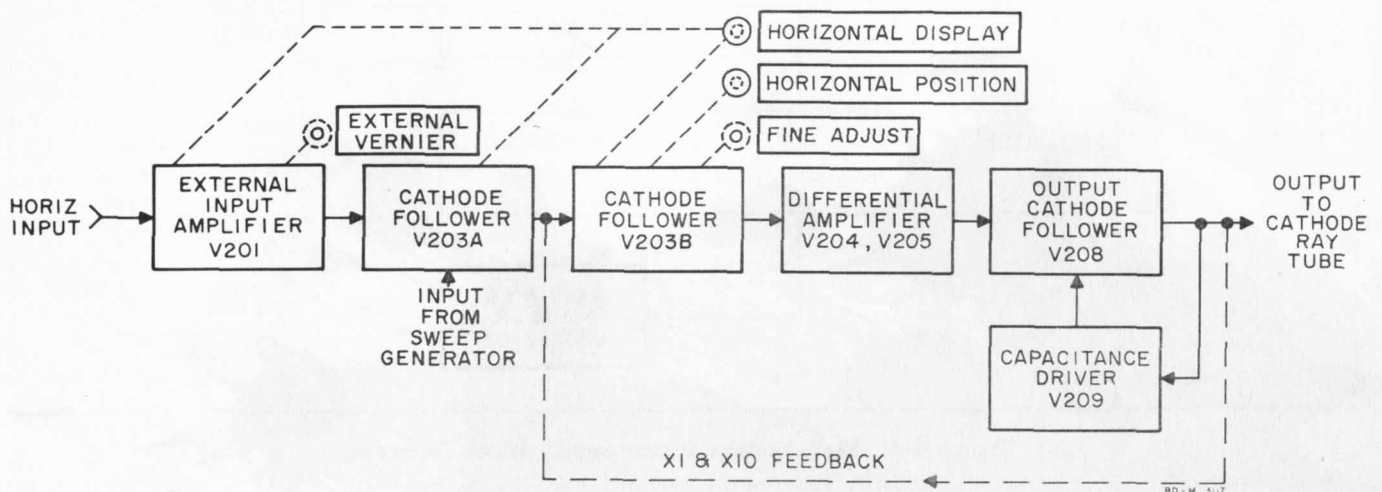 HORIZONTAL DISPLAY
HORIZONTAL POSITION
EXTERNAL
VERNIER
FINE ADJUST
HORIZ
INPUT
EXTERNAL
INPUT
AMPLIFIER
V201
CATHODE
FOLLOWER
V203A
CATHODE
FOLLOWER
V203B
DIFFERENTIAL
AMPLIFIER
V204, V205
OUTPUT
CATHODE
FOLLOWER
V208
OUTPUT
TO
CATHODE
RAY
TUBE
INPUT
FROM
SWEEP
GENERATOR
CAPACITANCE
DRIVER
V209
X1 & X10 FEEDBACK